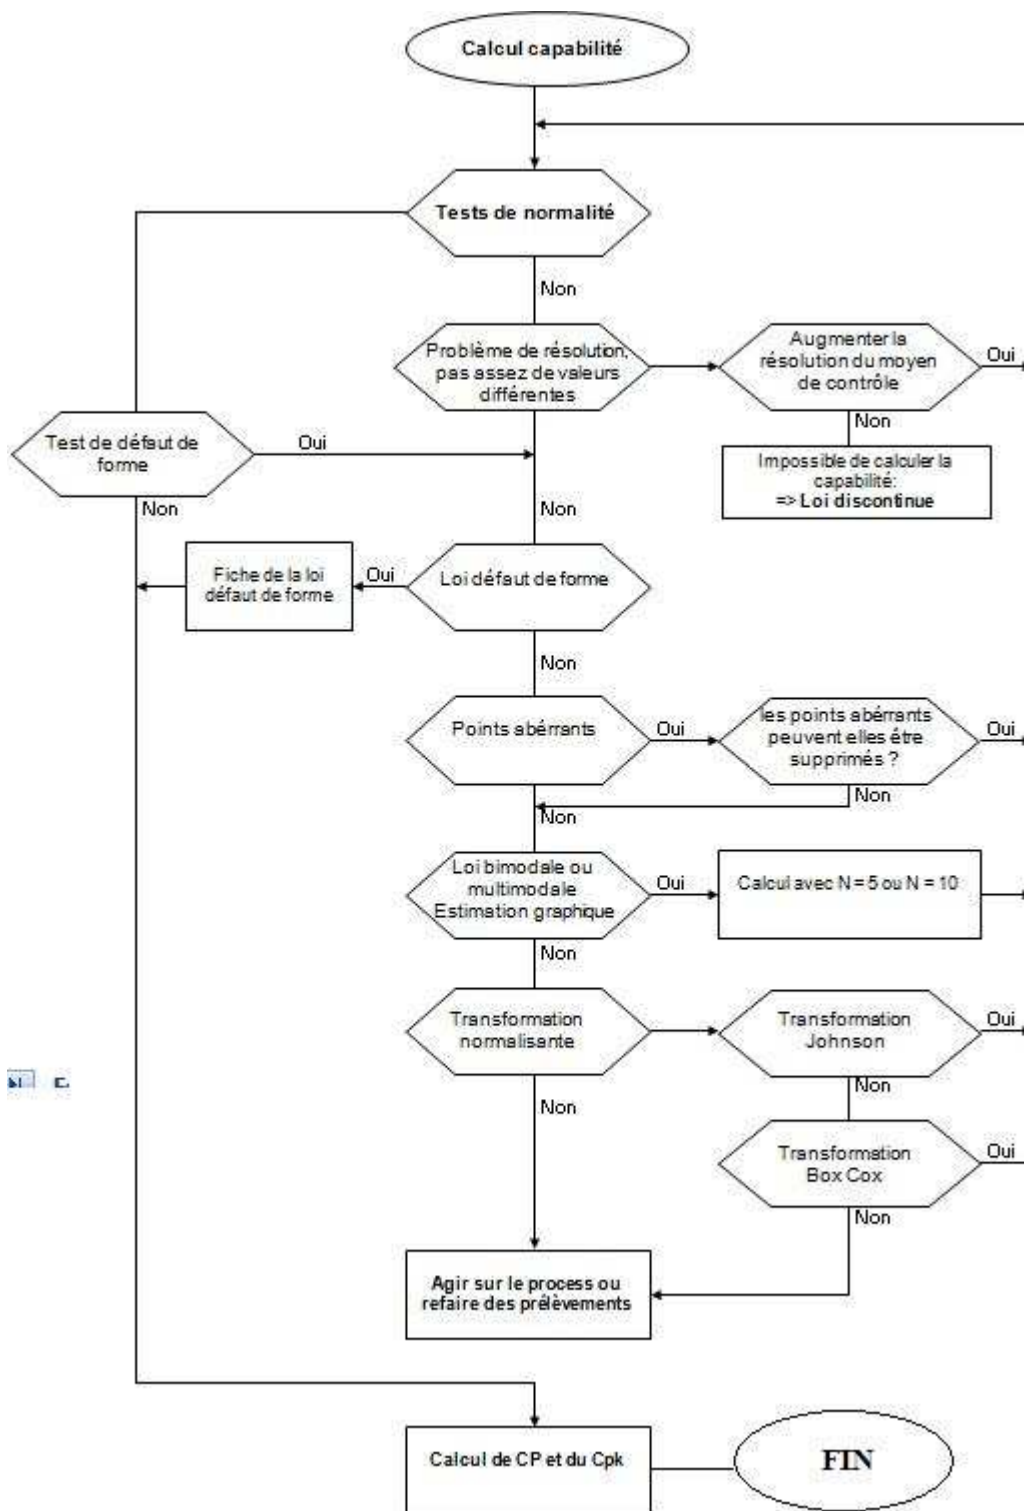 Calcul capabilité
Tests de normalité
Non
Problème de résolution,
pas assez de valeurs
différentes
Augmenter la
résolution du moyen
de contrôle
Oui
Non
Impossible de calculer la
capabilité:
=> Loi discontinue
Test de défaut de
forme
Oui
Non
Non
Loi défaut de forme
Oui
Fiche de la loi
défaut de forme
Non
Points abérrants
Oui
les points abérrants
peuvent elles être
supprimés ?
Oui
Non
Non
Loi bimodale ou
multimodale
Estimation graphique
Oui
Calcul avec N = 5 ou N = 10
Non
Transformation
normalisante
Transformation
Johnson
Oui
Non
Non
Transformation
Box Cox
Oui
Non
Agir sur le process ou
refaire des prélèvements
Calcul de CP et du Cpk
FIN